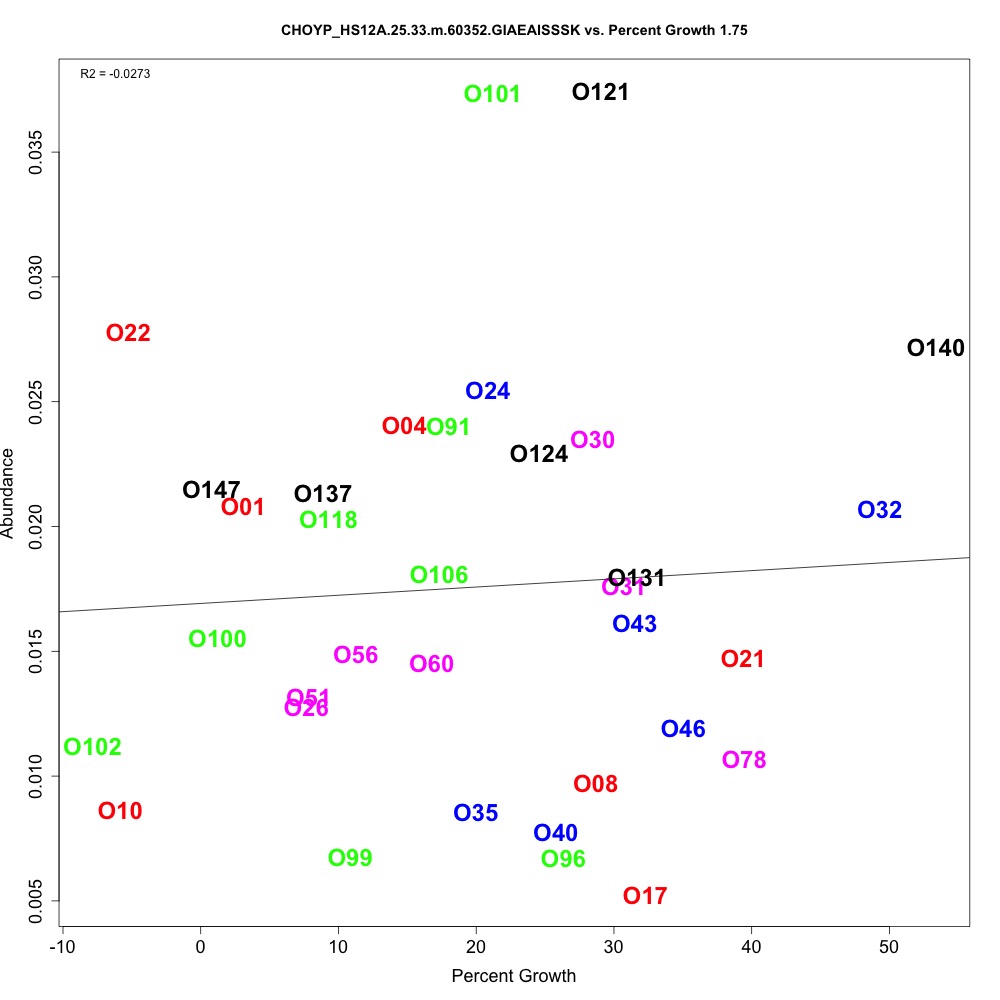 CHOYP_HS12A.25.33.m.60352.GIAEAISSSK vs. Percent Growth 1.75
R2 = -0.0273
O101
O121
0.035
0.030
O22
O140
O24
0.025
O04
O91
O30
O124
O147
O137
O01
O32
O118
0.020
Abundance
O106
O131
O31
O43
O100
O56
O21
O60
0.015
O51
O26
O46
O102
O78
O08
0.010
O10
O35
O40
O99
O96
O17
0.005
-10 0 10 20 30 40 50
Percent Growth